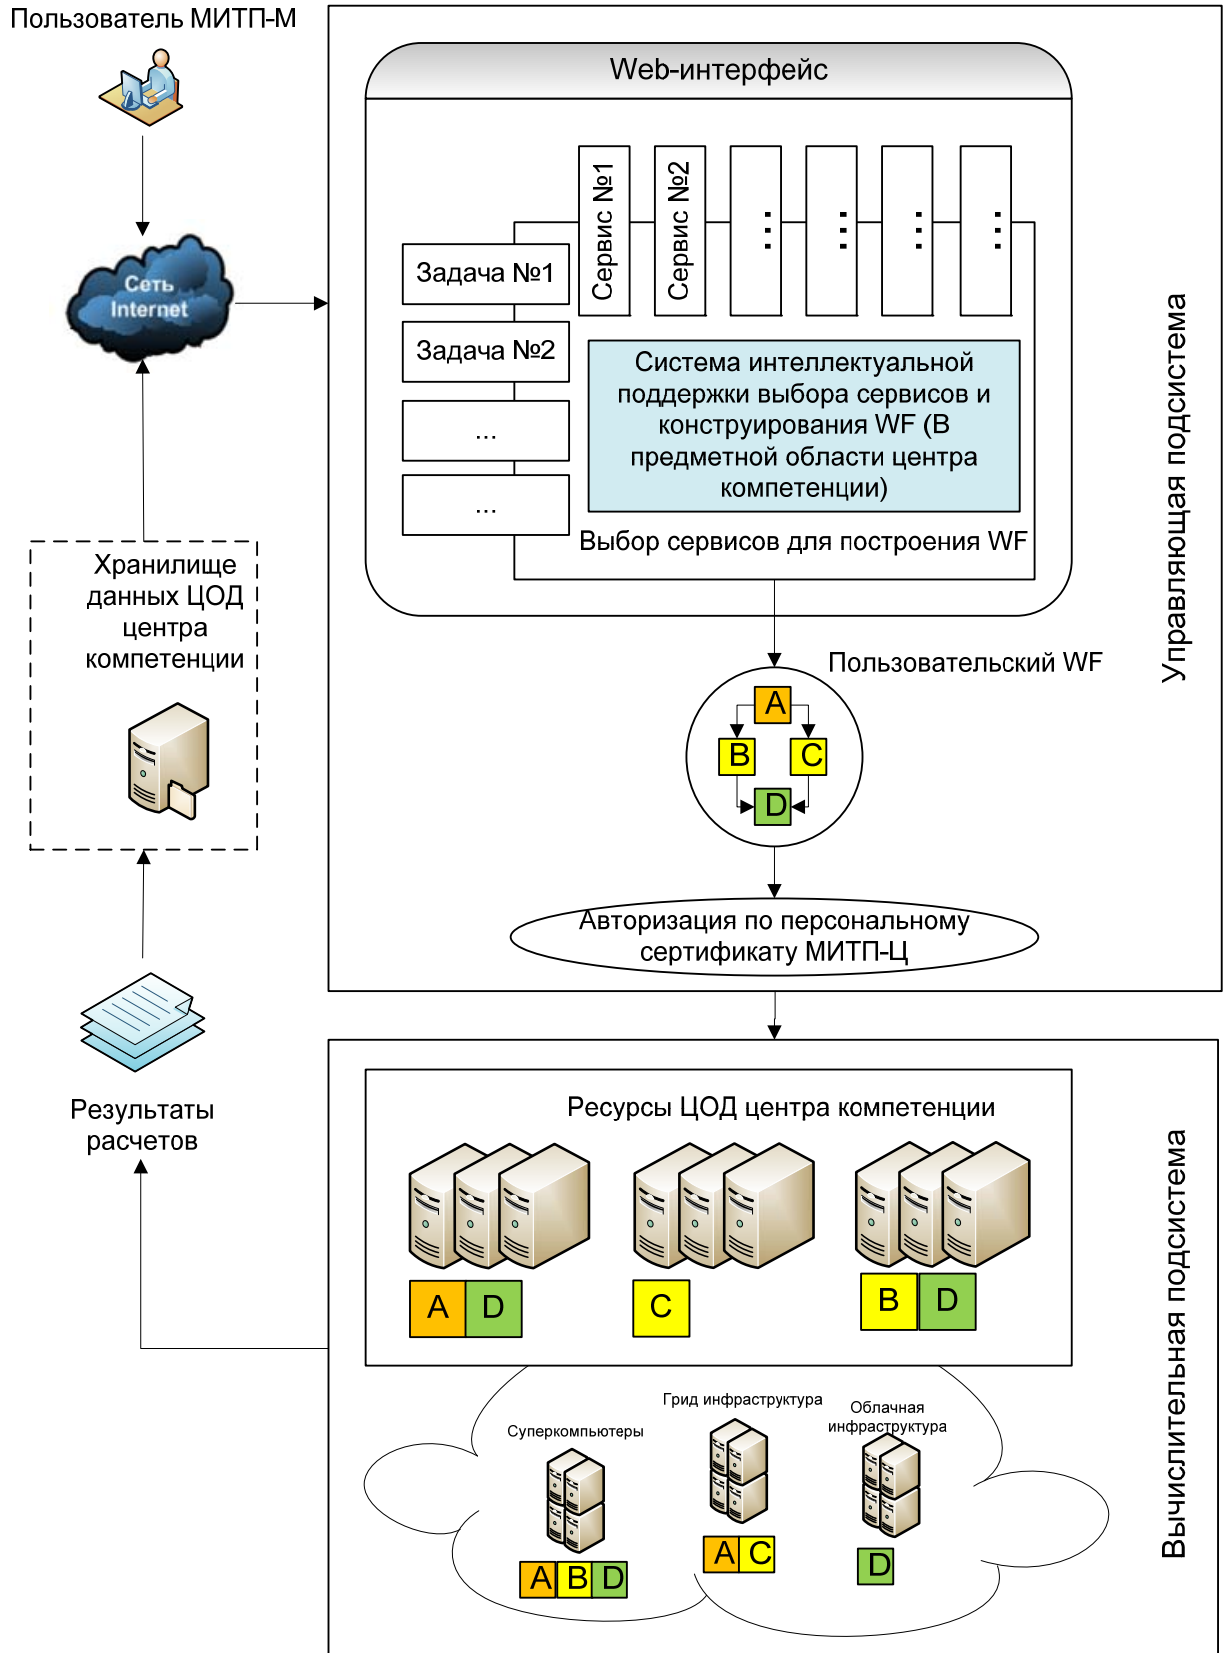 Пользователь МИТП-М
Web-интерфейс
Сервис №1
Сервис №2
...
...
...
...
Задача №1
Задача №2
...
...
Система интеллектуальной
поддержки выбора сервисов и
конструирования WF (В
предметной области центра
компетенции)
Выбор сервисов для построения WF
Управляющая подсистема
Сеть
Internet
Хранилище
данных ЦОД
центра
компетенции
Пользовательский WF
A
B
C
D
Авторизация по персональному
сертификату МИТП-Ц
Результаты
расчетов
Ресурсы ЦОД центра компетенции
A D
C
B D
Вычислительная подсистема
Суперкомпьютеры
A B D
Грид инфраструктура
A C
Облачная
инфраструктура
D